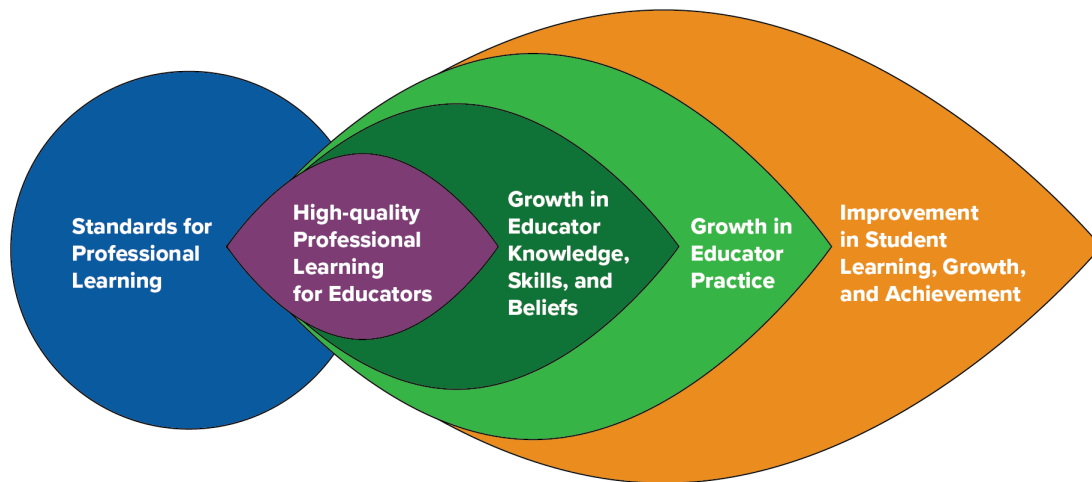 Standards for
Professional
Learning
High-quality
Professional
Learning
for Educators
Growth in
Educator
Knowledge,
Skills, and
Beliefs
Growth in
Educator
Practice
Improvement
in Student
Learning, Growth,
and Achievement